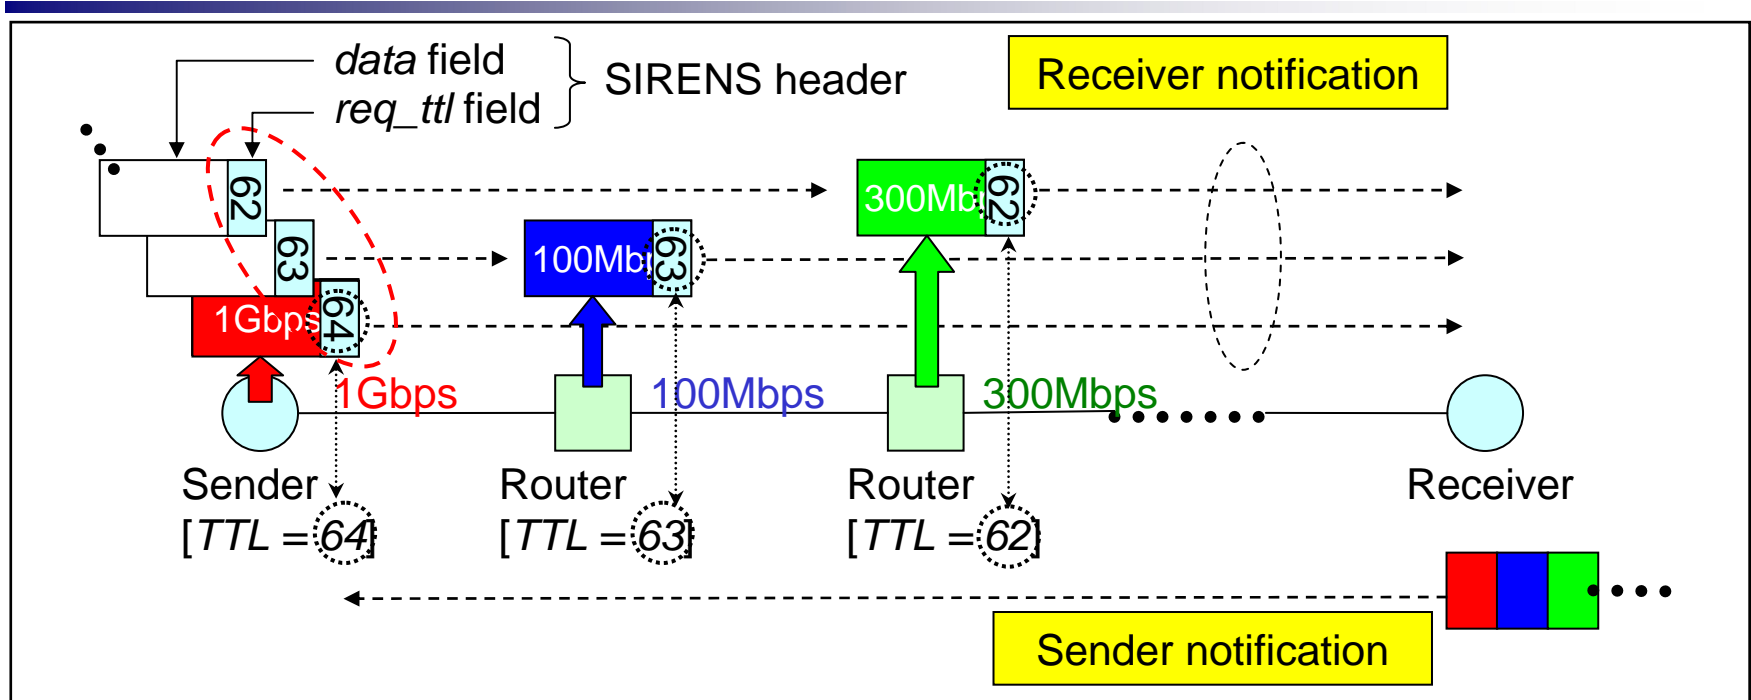 data field
req_ttl field
SIRENS header
Receiver notification
62
300Mb
62
63
100Mb
63
1Gbps
64
1Gbps
100Mbps
300Mbps
Sender
[TTL = 64]
Router
[TTL = 63]
Router
[TTL = 62]
Receiver
Sender notification